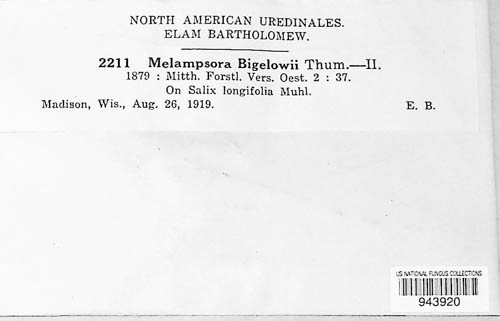 NORTH AMERICAN UREDINALES.
ELAM BARTHOLOMEW.
2211 Melampsora Bigelowii Thum.—II.
1879 : Mitth. Forstl. Vers. Oest. 2 : 37.
On Salix longifolia Muhl.
Madison, Wis., Aug. 26, 1919. E. B.
US NATIONAL FUNGUS COLLECTIONS
943920